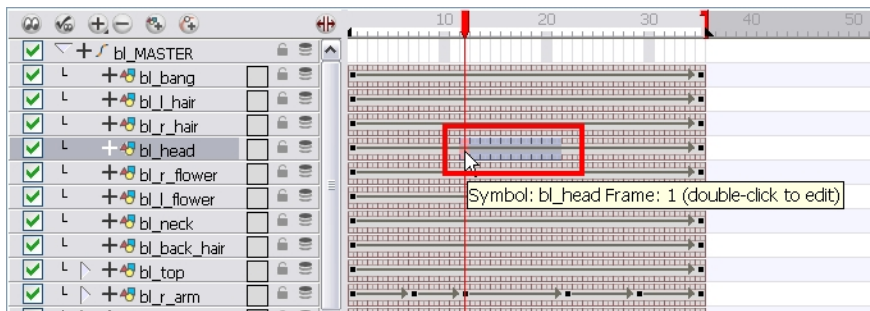 10 20 30 40 50
bl_MASTER
bl_bang
bl_l_hair
bl_r_hair
bl_head
bl_r_flower
Symbol: bl_head Frame: 1 (double-click to edit)
bl_l_flower
bl_neck
bl_back_hair
bl_top
bl_r_arm